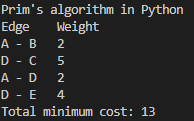 Prim's algorithm in Python
Edge    Weight
A - B   2
D - C   5
A - D   2
D - E   4
Total minimum cost: 13